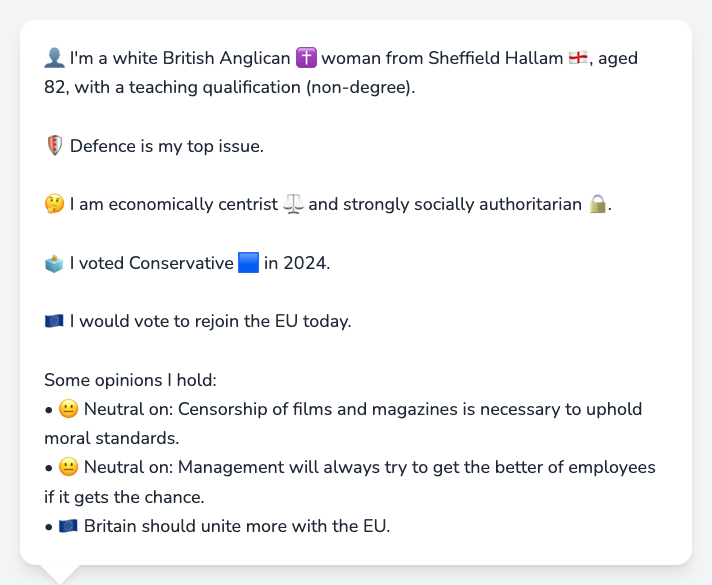 👤 I'm a white British Anglican ✝️ woman from Sheffield Hallam 🏴󠁧󠁢󠁥󠁮󠁧󠁿, aged
82, with a teaching qualification (non-degree).
🛡️ Defence is my top issue.
🤔 I am economically centrist ⚖️ and strongly socially authoritarian 🔒.
🗳️ I voted Conservative 🟦 in 2024.
🇪🇺 I would vote to rejoin the EU today.
Some opinions I hold:
• 😐 Neutral on: Censorship of films and magazines is necessary to uphold
moral standards.
• 😐 Neutral on: Management will always try to get the better of employees
if it gets the chance.
• 🇪🇺 Britain should unite more with the EU.